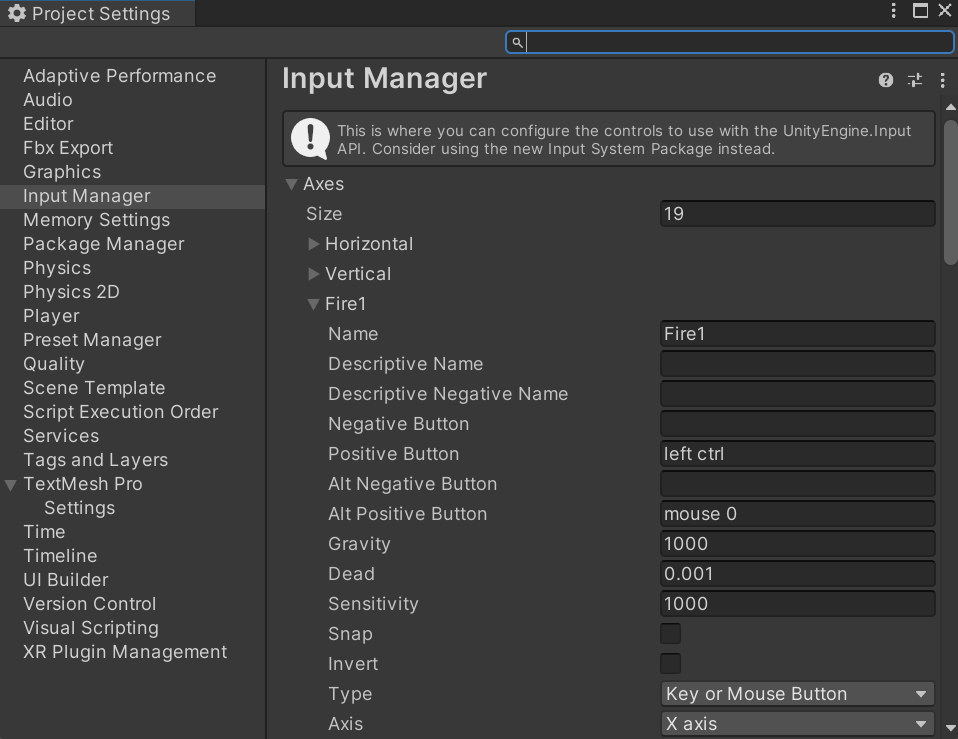 Project Settings
Adaptive Performance
Audio
Editor
Fbx Export
Graphics
Input Manager
Memory Settings
Package Manager
Physics
Physics 2D
Player
Preset Manager
Quality
Scene Template
Script Execution Order
Services
Tags and Layers
TextMesh Pro
Settings
Time
Timeline
UI Builder
Version Control
Visual Scripting
XR Plugin Management
Input Manager
This is where you can configure the controls to use with the UnityEngine.Input
API. Consider using the new Input System Package instead.
Axes
Size 19
Horizontal
Vertical
Fire1
Name Fire1
Descriptive Name
Descriptive Negative Name
Negative Button
Positive Button left ctrl
Alt Negative Button
Alt Positive Button mouse 0
Gravity 1000
Dead 0.001
Sensitivity 1000
Snap
Invert
Type Key or Mouse Button
Axis X axis